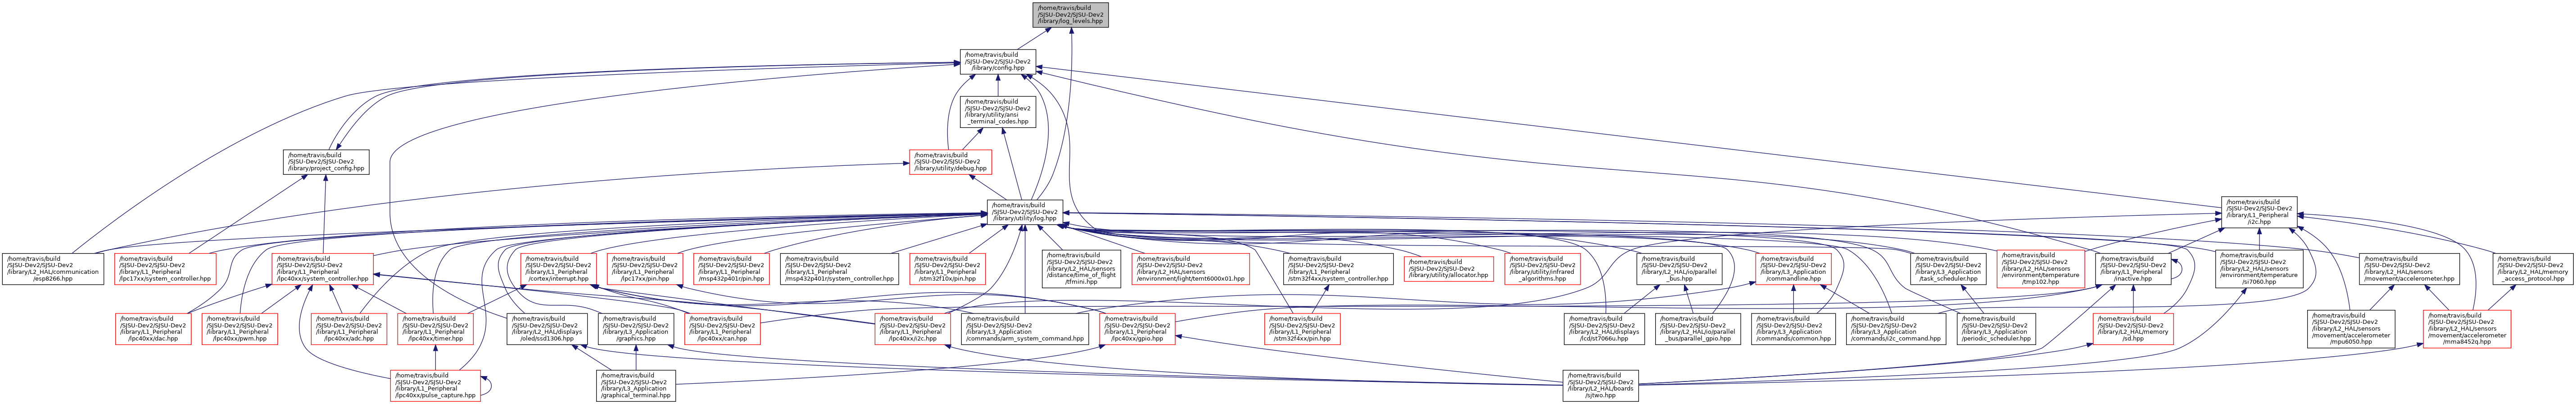 /home/travis/build
/SJSU-Dev2/SJSU-Dev2
/library/log_levels.hpp
/home/travis/build
/SJSU-Dev2/SJSU-Dev2
/library/config.hpp
/home/travis/build
/SJSU-Dev2/SJSU-Dev2
/library/utility/ansi
_terminal_codes.hpp
/home/travis/build
/SJSU-Dev2/SJSU-Dev2
/library/project_config.hpp
/home/travis/build
/SJSU-Dev2/SJSU-Dev2
/library/utility/debug.hpp
/home/travis/build
/SJSU-Dev2/SJSU-Dev2
/library/utility/log.hpp
/home/travis/build
/SJSU-Dev2/SJSU-Dev2
/library/L1_Peripheral
/i2c.hpp
/home/travis/build
/SJSU-Dev2/SJSU-Dev2
/library/L2_HAL/communication
/esp8266.hpp
/home/travis/build
/SJSU-Dev2/SJSU-Dev2
/library/L1_Peripheral
/lpc17xx/system_controller.hpp
/home/travis/build
/SJSU-Dev2/SJSU-Dev2
/library/L1_Peripheral
/lpc40xx/system_controller.hpp
/home/travis/build
/SJSU-Dev2/SJSU-Dev2
/library/L1_Peripheral
/cortex/interrupt.hpp
/home/travis/build
/SJSU-Dev2/SJSU-Dev2
/library/L1_Peripheral
/lpc17xx/pin.hpp
/home/travis/build
/SJSU-Dev2/SJSU-Dev2
/library/L1_Peripheral
/msp432p401r/pin.hpp
/home/travis/build
/SJSU-Dev2/SJSU-Dev2
/library/L1_Peripheral
/msp432p401r/system_controller.hpp
/home/travis/build
/SJSU-Dev2/SJSU-Dev2
/library/L1_Peripheral
/stm32f10x/pin.hpp
/home/travis/build
/SJSU-Dev2/SJSU-Dev2
/library/L2_HAL/sensors
/distance/time_of_flight
/tfmini.hpp
/home/travis/build
/SJSU-Dev2/SJSU-Dev2
/library/L2_HAL/sensors
/environment/light/temt6000x01.hpp
/home/travis/build
/SJSU-Dev2/SJSU-Dev2
/library/L1_Peripheral
/stm32f4xx/system_controller.hpp
/home/travis/build
/SJSU-Dev2/SJSU-Dev2
/library/utility/allocator.hpp
/home/travis/build
/SJSU-Dev2/SJSU-Dev2
/library/utility/infrared
_algorithms.hpp
/home/travis/build
/SJSU-Dev2/SJSU-Dev2
/library/L2_HAL/io/parallel
_bus.hpp
/home/travis/build
/SJSU-Dev2/SJSU-Dev2
/library/L3_Application
/commandline.hpp
/home/travis/build
/SJSU-Dev2/SJSU-Dev2
/library/L3_Application
/task_scheduler.hpp
/home/travis/build
/SJSU-Dev2/SJSU-Dev2
/library/L2_HAL/sensors
/environment/temperature
/tmp102.hpp
/home/travis/build
/SJSU-Dev2/SJSU-Dev2
/library/L1_Peripheral
/inactive.hpp
/home/travis/build
/SJSU-Dev2/SJSU-Dev2
/library/L2_HAL/sensors
/environment/temperature
/si7060.hpp
/home/travis/build
/SJSU-Dev2/SJSU-Dev2
/library/L2_HAL/sensors
/movement/accelerometer.hpp
/home/travis/build
/SJSU-Dev2/SJSU-Dev2
/library/L2_HAL/memory
_access_protocol.hpp
/home/travis/build
/SJSU-Dev2/SJSU-Dev2
/library/L1_Peripheral
/lpc40xx/dac.hpp
/home/travis/build
/SJSU-Dev2/SJSU-Dev2
/library/L1_Peripheral
/lpc40xx/pwm.hpp
/home/travis/build
/SJSU-Dev2/SJSU-Dev2
/library/L1_Peripheral
/lpc40xx/adc.hpp
/home/travis/build
/SJSU-Dev2/SJSU-Dev2
/library/L1_Peripheral
/lpc40xx/timer.hpp
/home/travis/build
/SJSU-Dev2/SJSU-Dev2
/library/L2_HAL/displays
/oled/ssd1306.hpp
/home/travis/build
/SJSU-Dev2/SJSU-Dev2
/library/L3_Application
/graphics.hpp
/home/travis/build
/SJSU-Dev2/SJSU-Dev2
/library/L1_Peripheral
/lpc40xx/can.hpp
/home/travis/build
/SJSU-Dev2/SJSU-Dev2
/library/L1_Peripheral
/lpc40xx/i2c.hpp
/home/travis/build
/SJSU-Dev2/SJSU-Dev2
/library/L3_Application
/commands/arm_system_command.hpp
/home/travis/build
/SJSU-Dev2/SJSU-Dev2
/library/L1_Peripheral
/lpc40xx/gpio.hpp
/home/travis/build
/SJSU-Dev2/SJSU-Dev2
/library/L1_Peripheral
/stm32f4xx/pin.hpp
/home/travis/build
/SJSU-Dev2/SJSU-Dev2
/library/L2_HAL/displays
/lcd/st7066u.hpp
/home/travis/build
/SJSU-Dev2/SJSU-Dev2
/library/L2_HAL/io/parallel
_bus/parallel_gpio.hpp
/home/travis/build
/SJSU-Dev2/SJSU-Dev2
/library/L3_Application
/commands/common.hpp
/home/travis/build
/SJSU-Dev2/SJSU-Dev2
/library/L3_Application
/commands/i2c_command.hpp
/home/travis/build
/SJSU-Dev2/SJSU-Dev2
/library/L3_Application
/periodic_scheduler.hpp
/home/travis/build
/SJSU-Dev2/SJSU-Dev2
/library/L2_HAL/memory
/sd.hpp
/home/travis/build
/SJSU-Dev2/SJSU-Dev2
/library/L2_HAL/sensors
/movement/accelerometer
/mpu6050.hpp
/home/travis/build
/SJSU-Dev2/SJSU-Dev2
/library/L2_HAL/sensors
/movement/accelerometer
/mma8452q.hpp
/home/travis/build
/SJSU-Dev2/SJSU-Dev2
/library/L1_Peripheral
/lpc40xx/pulse_capture.hpp
/home/travis/build
/SJSU-Dev2/SJSU-Dev2
/library/L3_Application
/graphical_terminal.hpp
/home/travis/build
/SJSU-Dev2/SJSU-Dev2
/library/L2_HAL/boards
/sjtwo.hpp